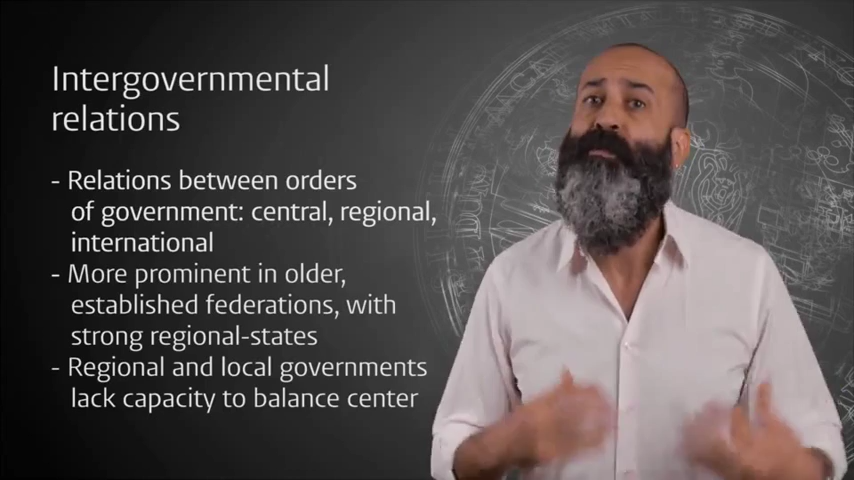 Intergovernmental
relations
- Relations between orders
of government: central, regional,
international
- More prominent in older,
established federations, with
strong regional-states
- Regional and local governments
lack capacity to balance center